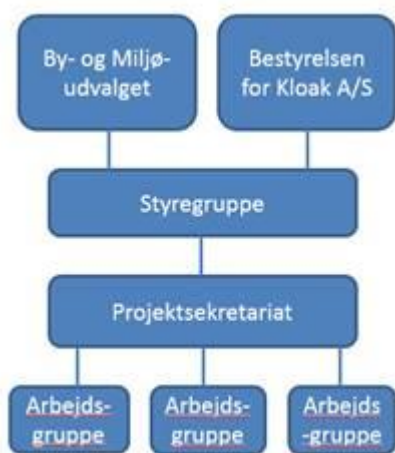 By- og Miljø-
udvalget
Bestyrelsen
for Kloak A/S
Styregruppe
Projektsekretariat
Arbejds-
gruppe
Arbejds-
gruppe
Arbejds
-gruppe